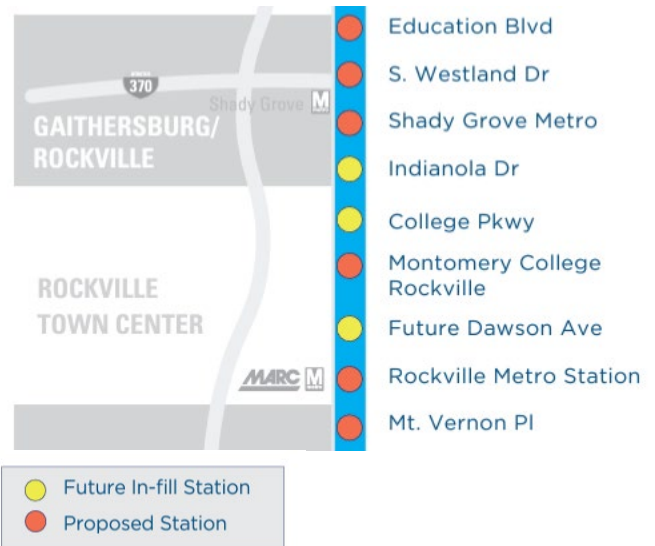 Education Blvd
S. Westland Dr
370
Shady Grove M
Shady Grove Metro
GAITHERSBURG/
ROCKVILLE
Indianola Dr
College Pkwy
Montomery College
Rockville
ROCKVILLE
TOWN CENTER
Future Dawson Ave
MARC M
Rockville Metro Station
Mt. Vernon Pl
Future In-fill Station
Proposed Station